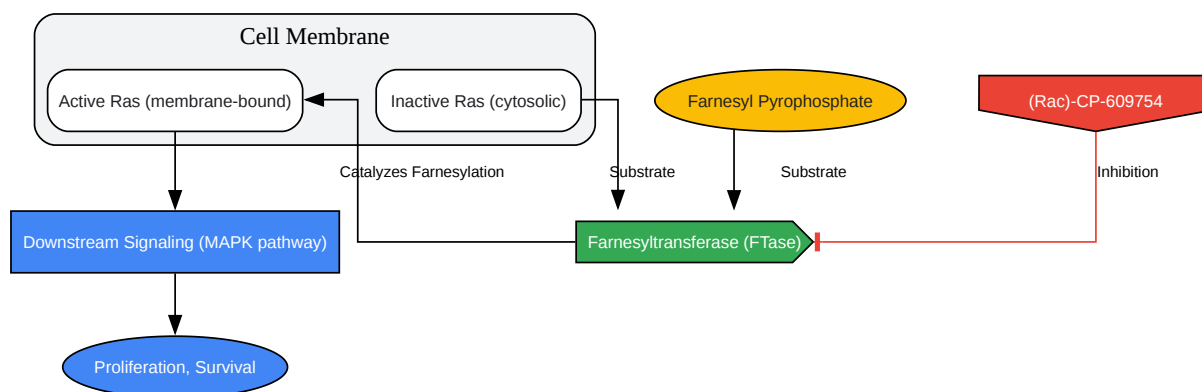 Cell Membrane
Active Ras (membrane-bound)
Inactive Ras (cytosolic)
Farnesyl Pyrophosphate
(Rac)-CP-609754
Catalyzes Farnesylation
Substrate
Substrate
Inhibition
Downstream Signaling (MAPK pathway)
Farnesyltransferase (FTase)
Proliferation, Survival